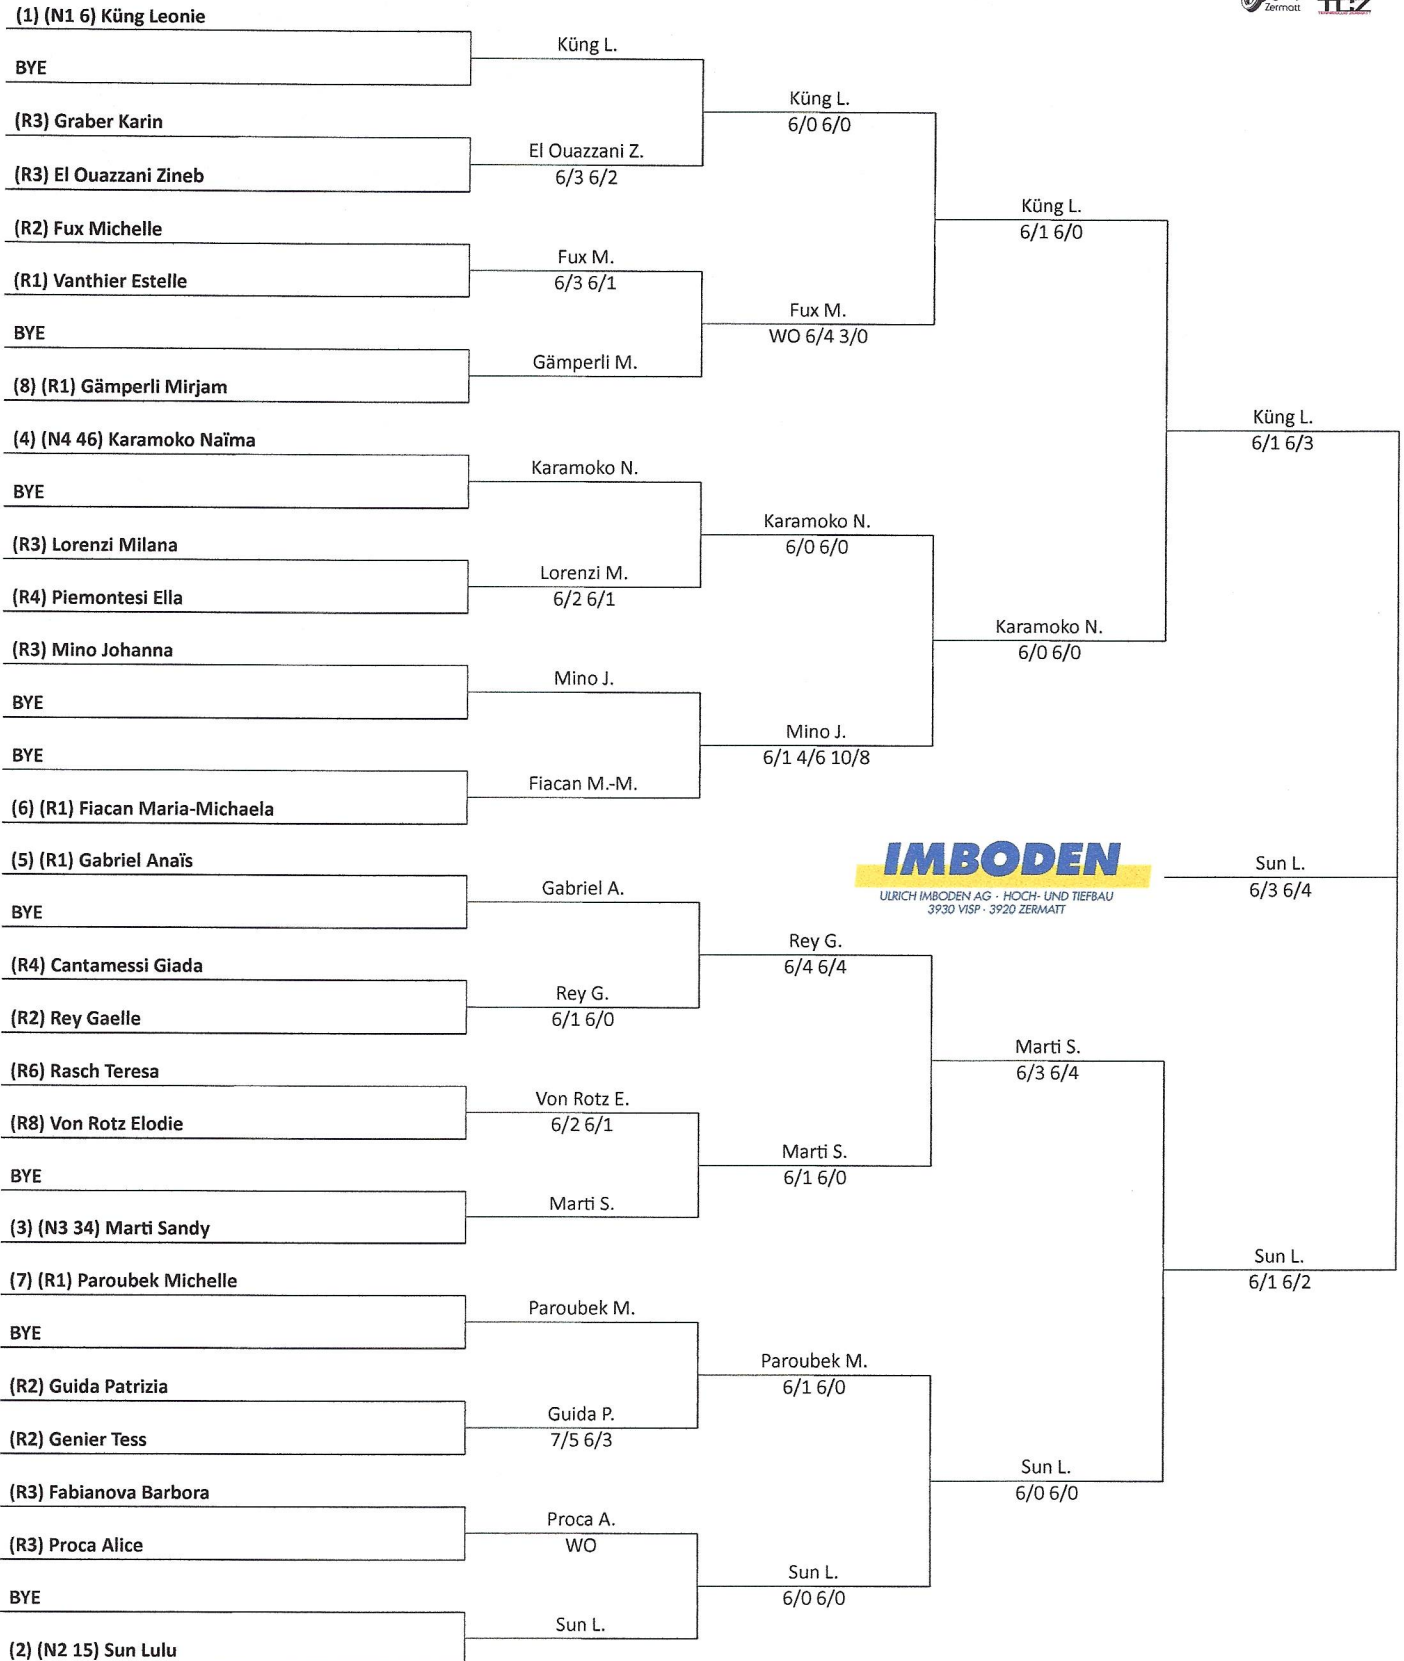 Zermatt TCZ
(1) (N1 6) Küng Leonie
Küng L.
BYE
Küng L.
6/0 6/0
(R3) Graber Karin
El Ouazzani Z.
6/3 6/2
(R3) El Ouazzani Zineb
Küng L.
6/1 6/0
(R2) Fux Michelle
Fux M.
6/3 6/1
(R1) Vanthier Estelle
Fux M.
WO 6/4 3/0
BYE
Gämperli M.
(8) (R1) Gämperli Mirjam
Küng L.
6/1 6/3
(4) (N4 46) Karamoko Naïma
Karamoko N.
BYE
Karamoko N.
6/0 6/0
(R3) Lorenzi Milana
Lorenzi M.
6/2 6/1
(R4) Piemontesi Ella
Karamoko N.
6/0 6/0
(R3) Mino Johanna
Mino J.
BYE
Mino J.
6/1 4/6 10/8
BYE
Fiacan M.-M.
(6) (R1) Fiacan Maria-Michaela
IMBODEN
ULRICH IMBODEN AG · HOCH- UND TIEFBAU
3930 VISP · 3920 ZERMATT
Sun L.
6/3 6/4
(5) (R1) Gabriel Anaïs
Gabriel A.
BYE
Rey G.
6/4 6/4
(R4) Cantamessi Giada
Rey G.
6/1 6/0
(R2) Rey Gaelle
Marti S.
6/3 6/4
(R6) Rasch Teresa
Von Rotz E.
6/2 6/1
(R8) Von Rotz Elodie
Marti S.
6/1 6/0
BYE
Marti S.
(3) (N3 34) Marti Sandy
Sun L.
6/1 6/2
(7) (R1) Paroubek Michelle
Paroubek M.
BYE
Paroubek M.
6/1 6/0
(R2) Guida Patrizia
Guida P.
7/5 6/3
(R2) Genier Tess
Sun L.
6/0 6/0
(R3) Fabianova Barbora
Proca A.
WO
(R3) Proca Alice
Sun L.
6/0 6/0
BYE
Sun L.
(2) (N2 15) Sun Lulu